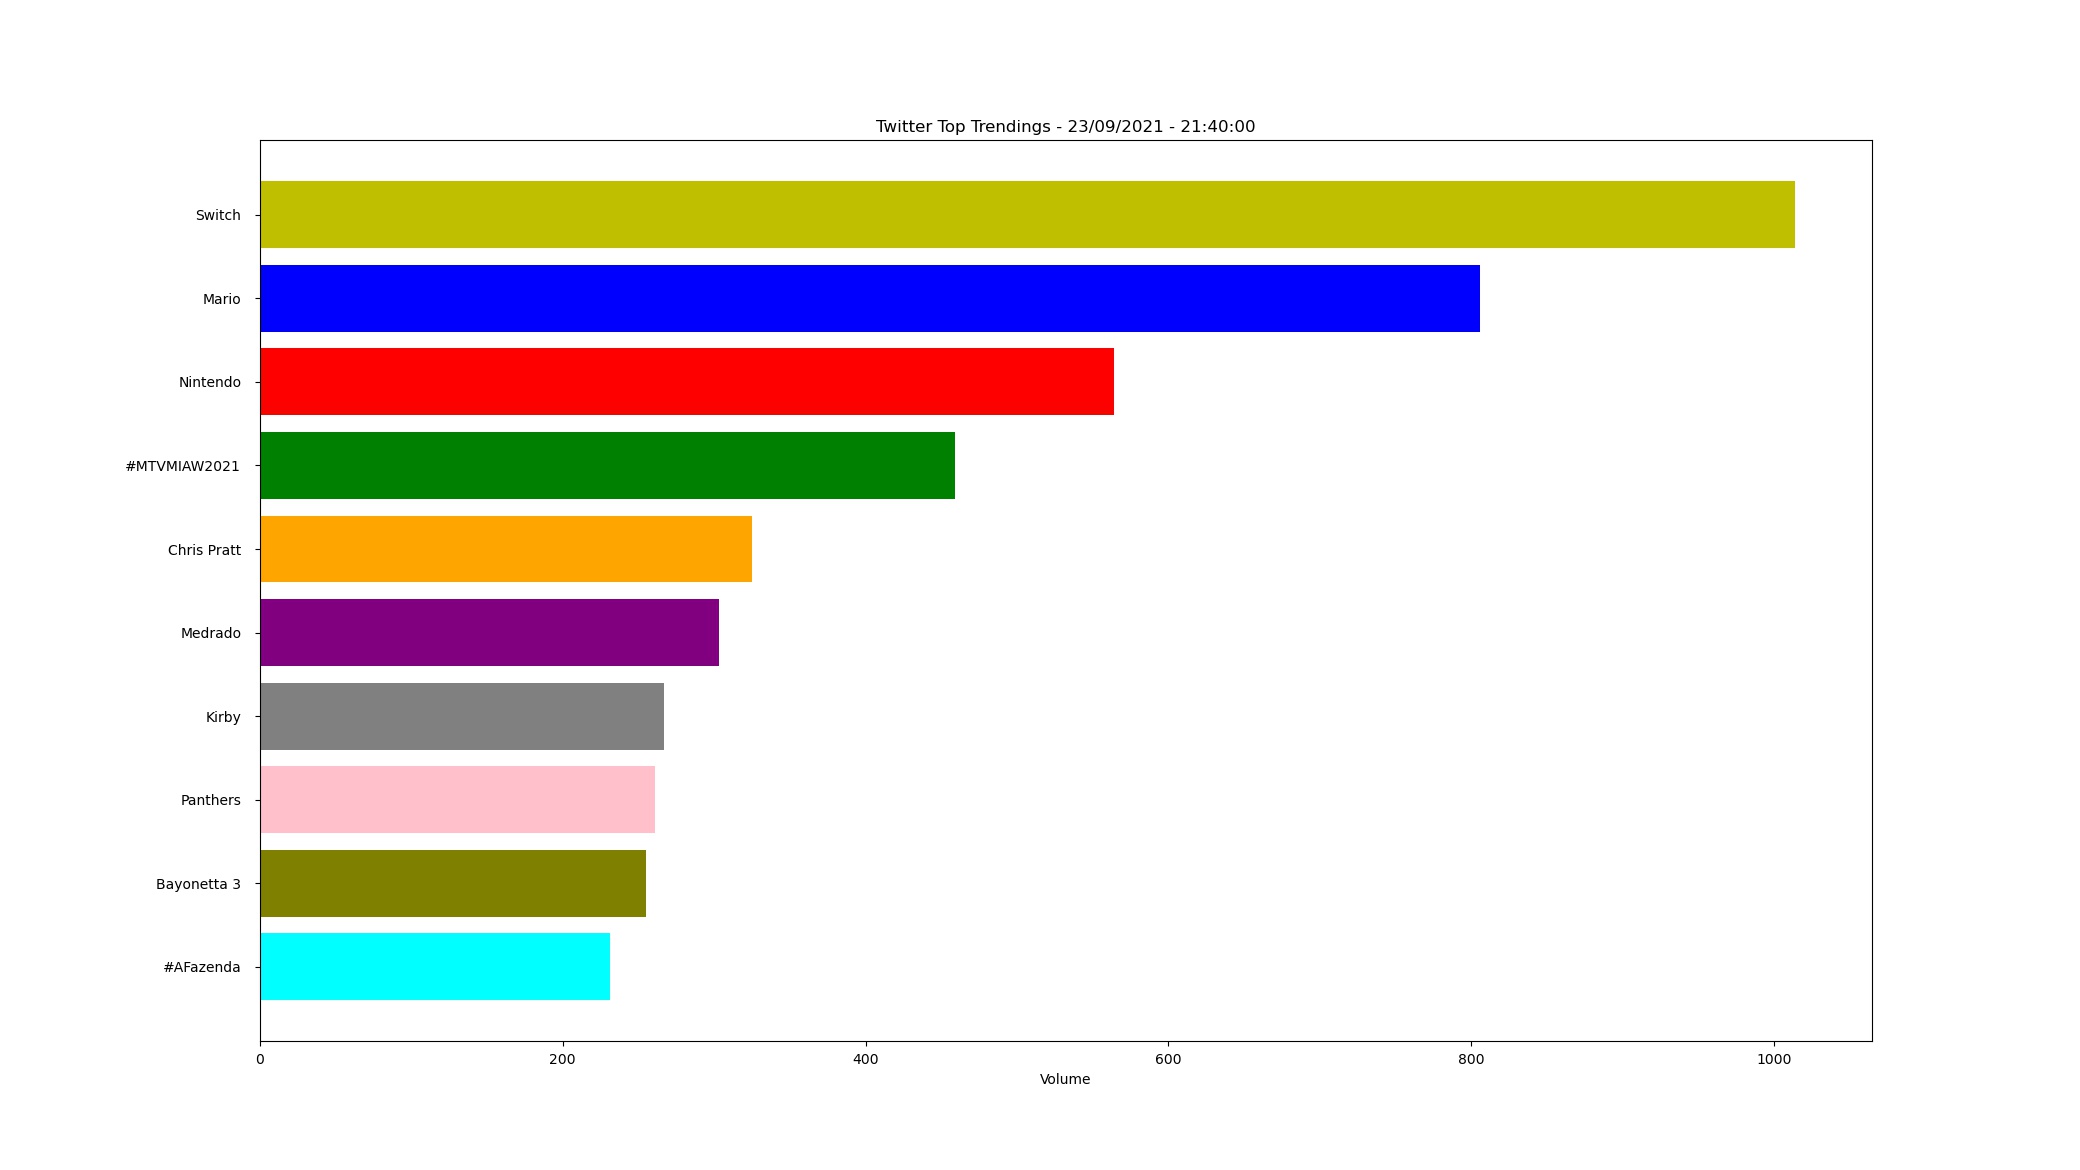 Twitter Top Trendings - 23/09/2021 - 21:40:00
Switch
Mario
Nintendo
#MTVMIAW2021
Chris Pratt
Medrado
Kirby
Panthers
Bayonetta 3
#AFazenda
0 200 400 600 800 1000
Volume